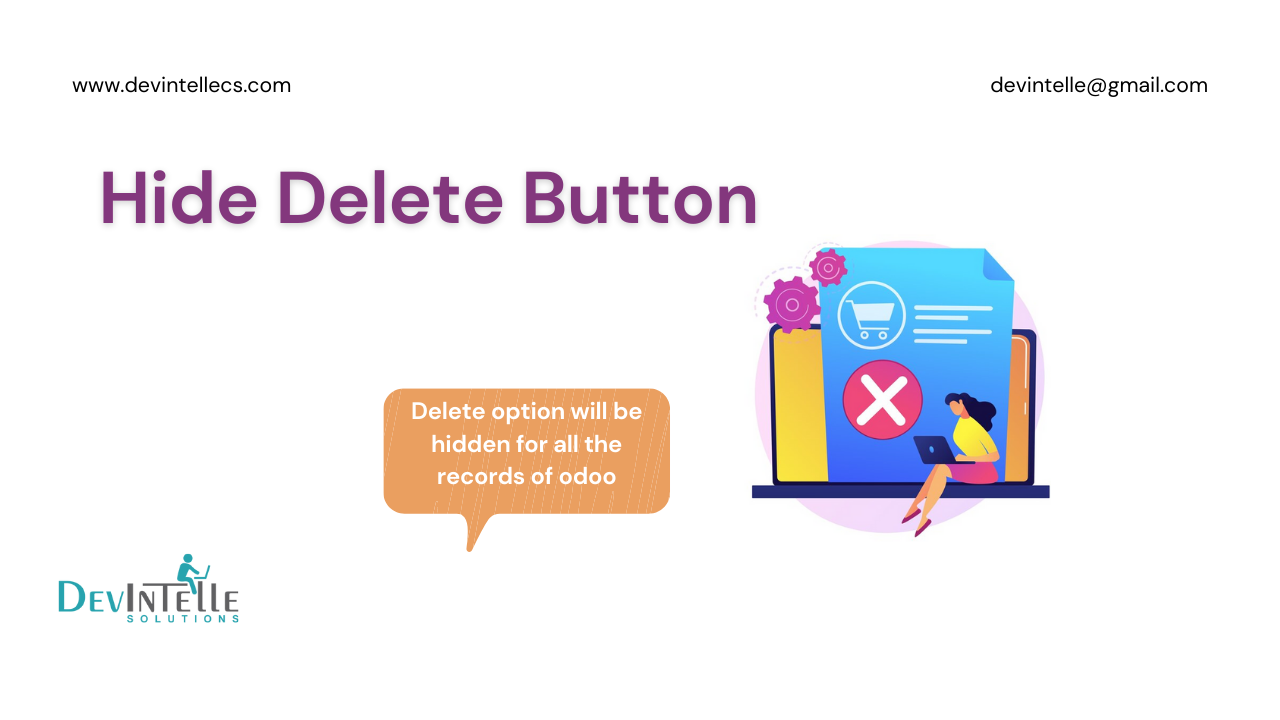 www.devintellecs.com
devintelle@gmail.com
Hide Delete Button
Delete option will be
hidden for all the
records of odoo
DEVINTELLE
SOLUTIONS